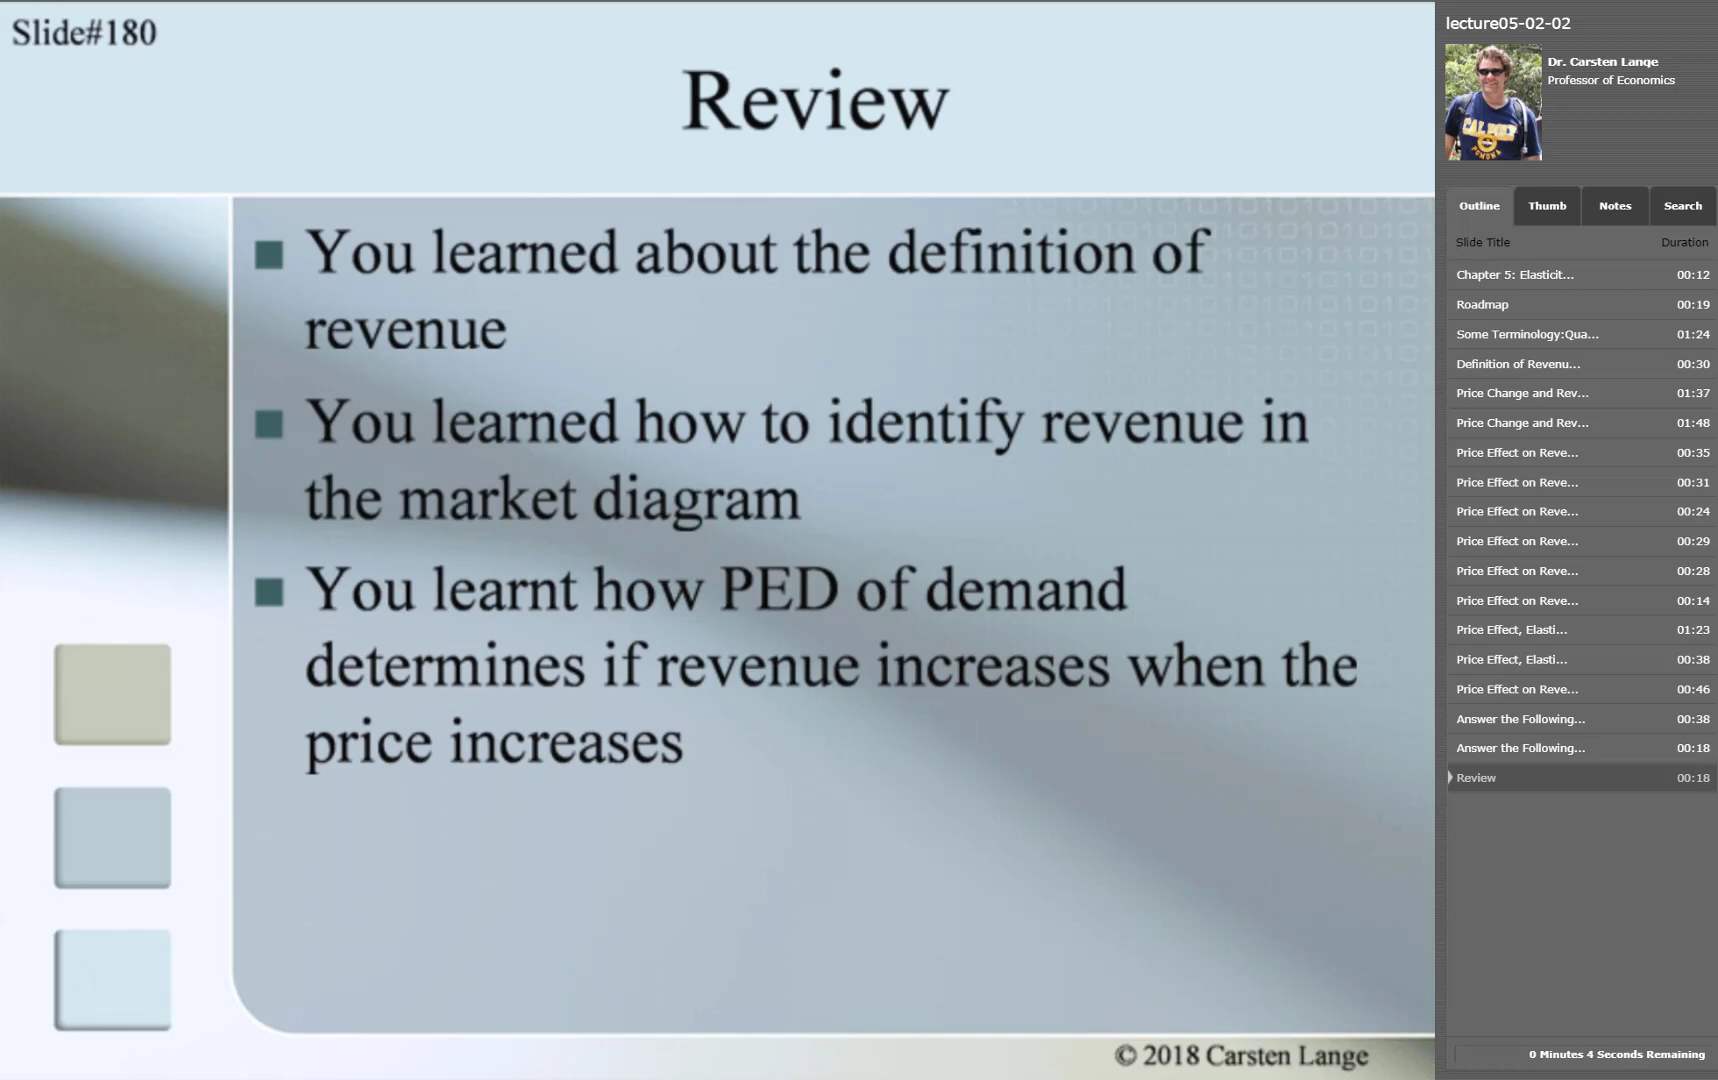 Slide#180
Review
You learned about the definition of
revenue
You learned how to identify revenue in
the market diagram
You learnt how PED of demand
determines if revenue increases when the
price increases
© 2018 Carsten Lange
lecture05-02-02
Dr. Carsten Lange
Professor of Economics
CAL POLY
POMONA
Outline Thumb Notes Search
Slide Title Duration
Chapter 5: Elasticit... 00:12
Roadmap 00:19
Some Terminology:Qua... 01:24
Definition of Revenu... 00:30
Price Change and Rev... 01:37
Price Change and Rev... 01:48
Price Effect on Reve... 00:35
Price Effect on Reve... 00:31
Price Effect on Reve... 00:24
Price Effect on Reve... 00:29
Price Effect on Reve... 00:28
Price Effect on Reve... 00:14
Price Effect, Elasti... 01:23
Price Effect, Elasti... 00:38
Price Effect on Reve... 00:46
Answer the Following... 00:38
Answer the Following... 00:18
Review 00:18
0 Minutes 4 Seconds Remaining